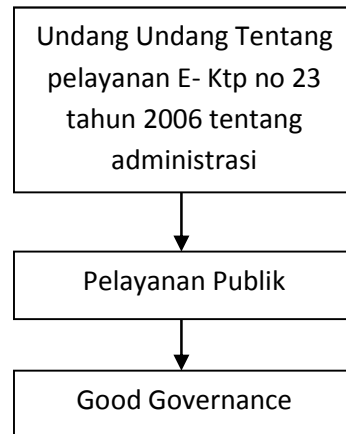 Undang Undang Tentang
pelayanan E- Ktp no 23
tahun 2006 tentang
administrasi
Pelayanan Publik
Good Governance